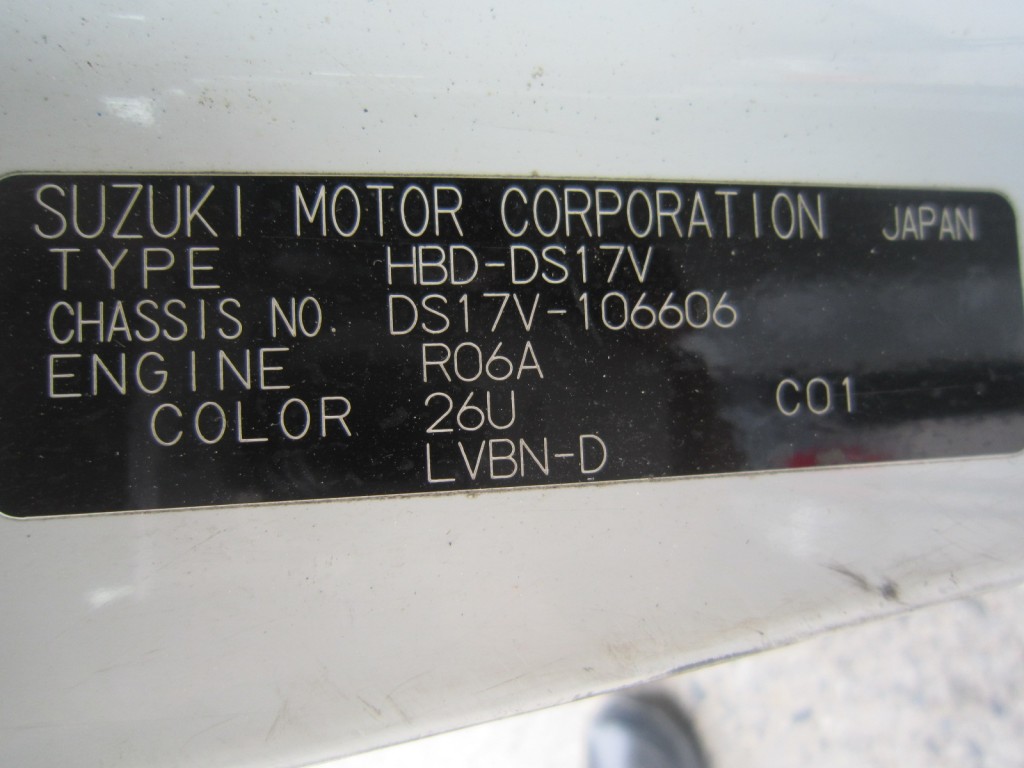 SUZUKI MOTOR CORPORATION JAPAN
TYPE HBD-DS17V
CHASSIS NO. DS17V-106606
ENGINE R06A
COLOR 26U C01
LVBN-D